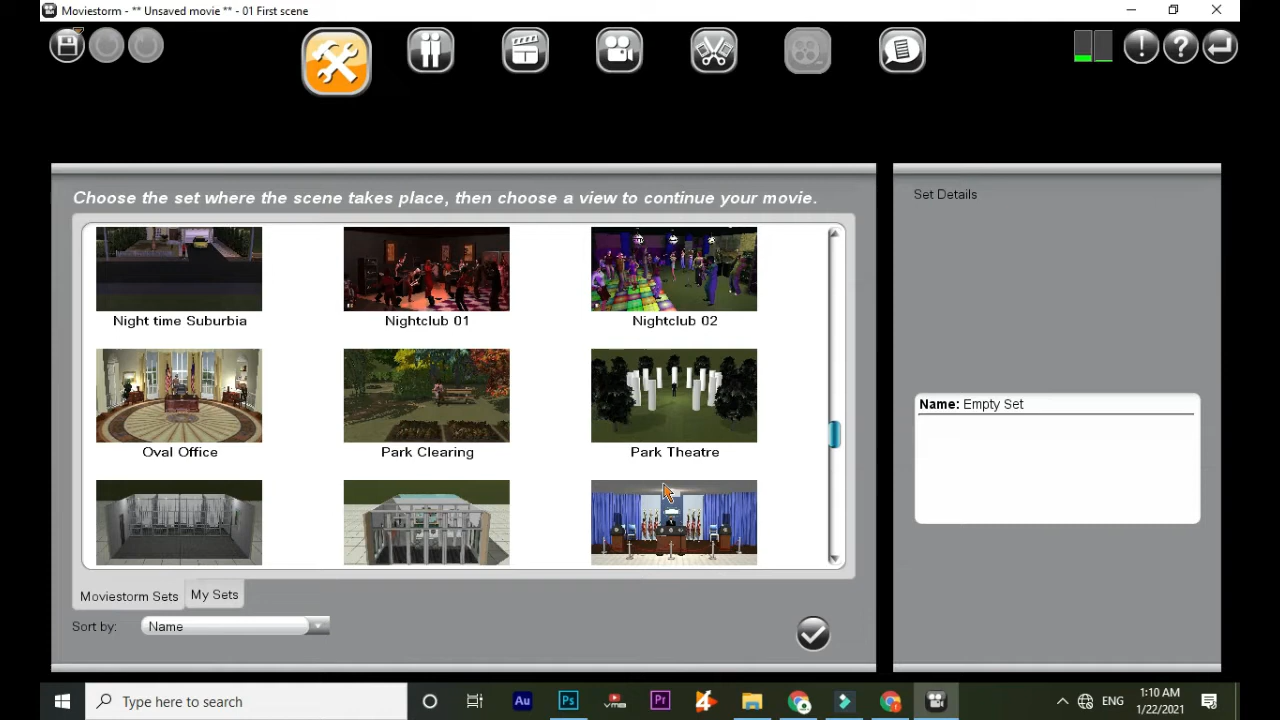 Moviestorm - ** Unsaved movie ** - 01 First scene
Choose the set where the scene takes place, then choose a view to continue your movie.
Set Details
Night time Suburbia
Nightclub 01
Nightclub 02
Name: Empty Set
Oval Office
Park Clearing
Park Theatre
Moviestorm Sets
My Sets
Sort by:
Name
Type here to search
Au
Ps
Pr
ENG
1:10 AM
1/22/2021